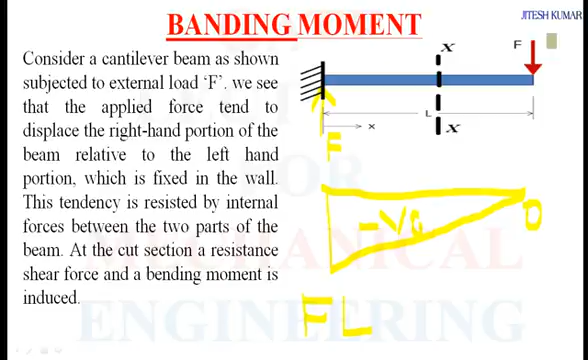 JITESH KUMAR
BANDING MOMENT
Consider a cantilever beam as shown
subjected to external load ‘F’. we see
that the applied force tend to
displace the right-hand portion of the
beam relative to the left hand
portion, which is fixed in the wall.
This tendency is resisted by internal
forces between the two parts of the
beam. At the cut section a resistance
shear force and a bending moment is
induced.
X
F
L
x
X
F
-ve
0
FL
FOR
MECHANICAL
ENGINEERING